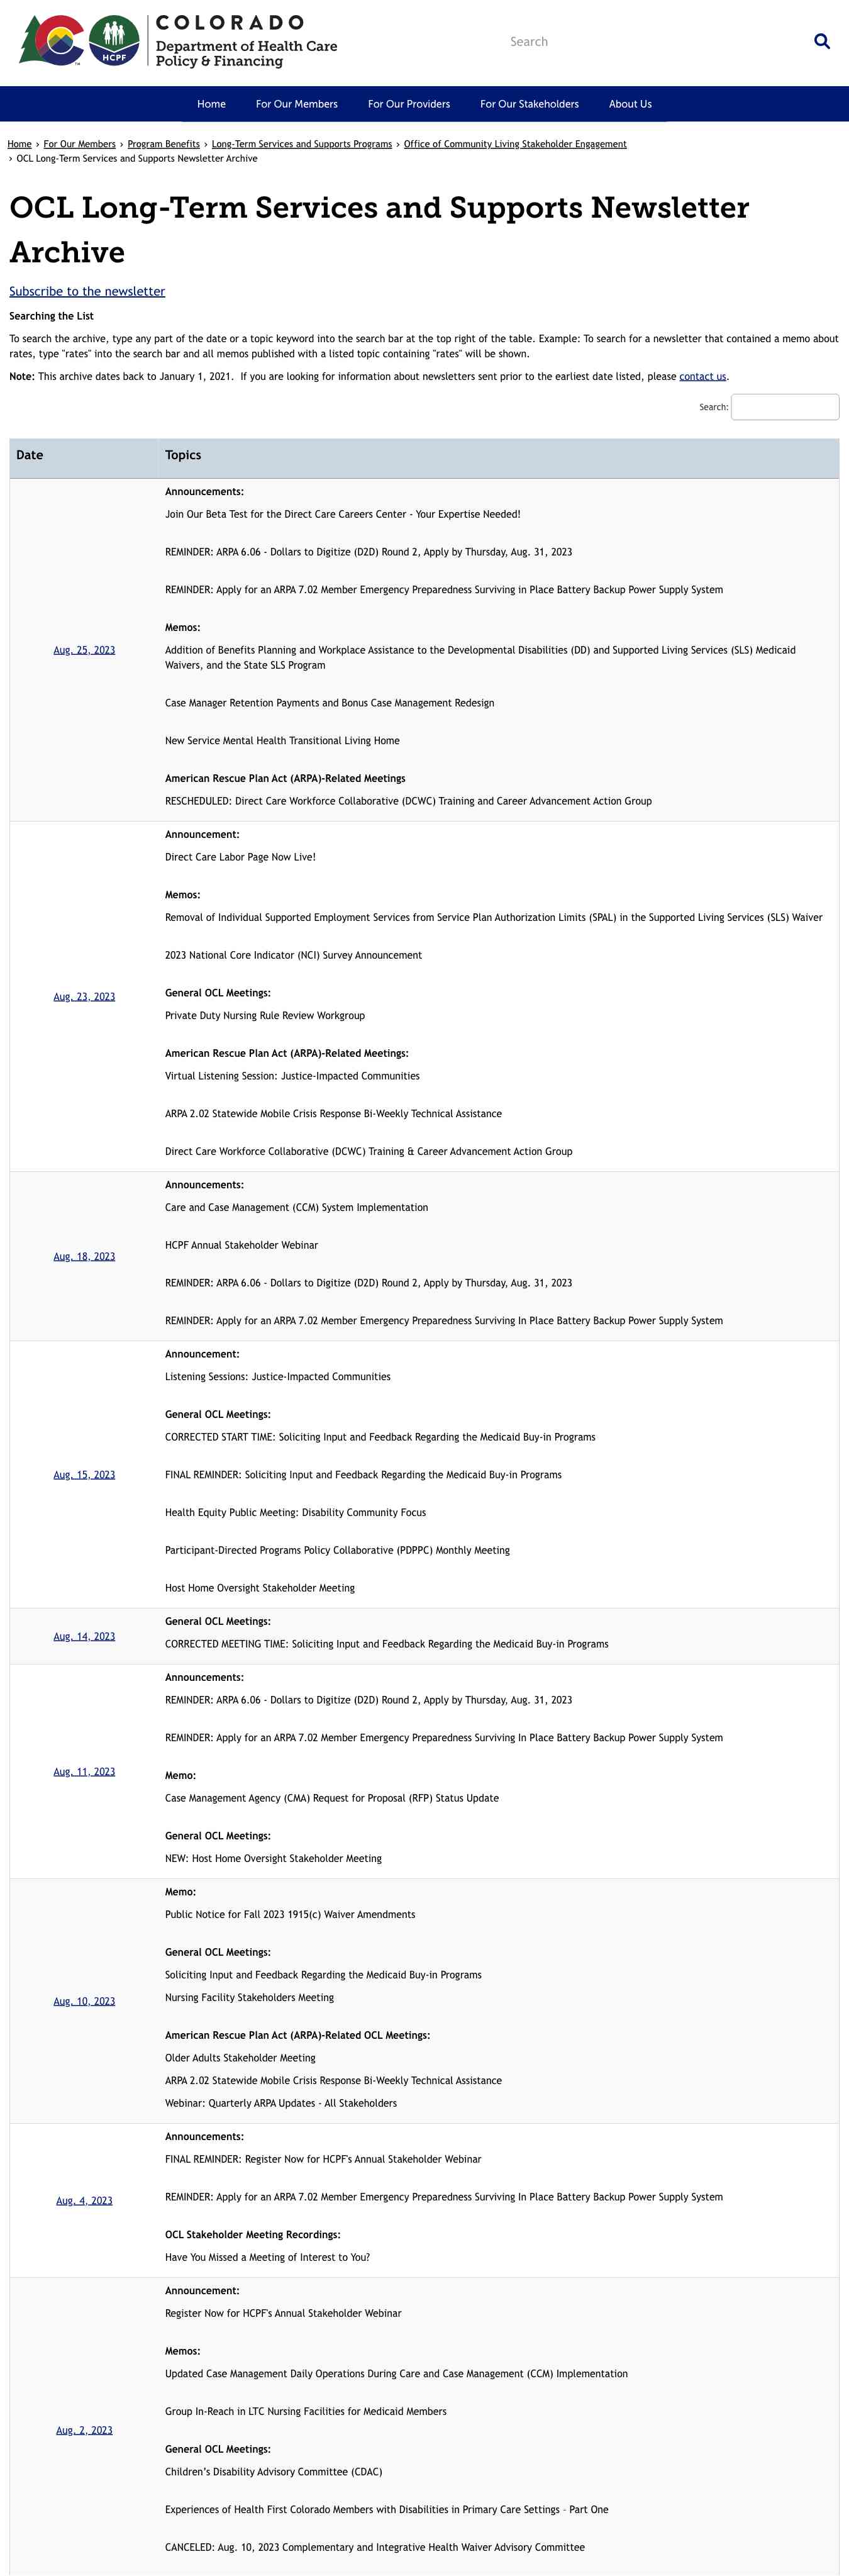 COLORADO
Department of Health Care
Policy & Financing
HCPF
TM
Search
Home
For Our Members
For Our Providers
For Our Stakeholders
About Us
Home › For Our Members › Program Benefits › Long-Term Services and Supports Programs › Office of Community Living Stakeholder Engagement
› OCL Long-Term Services and Supports Newsletter Archive
OCL Long-Term Services and Supports Newsletter
Archive
Subscribe to the newsletter
Searching the List
To search the archive, type any part of the date or a topic keyword into the search bar at the top right of the table. Example: To search for a newsletter that contained a memo about
rates, type "rates" into the search bar and all memos published with a listed topic containing "rates" will be shown.
Note: This archive dates back to January 1, 2021.  If you are looking for information about newsletters sent prior to the earliest date listed, please contact us.
Search:
Date
Topics
Aug. 25, 2023
Announcements:
Join Our Beta Test for the Direct Care Careers Center - Your Expertise Needed!
REMINDER: ARPA 6.06 - Dollars to Digitize (D2D) Round 2, Apply by Thursday, Aug. 31, 2023
REMINDER: Apply for an ARPA 7.02 Member Emergency Preparedness Surviving in Place Battery Backup Power Supply System
Memos:
Addition of Benefits Planning and Workplace Assistance to the Developmental Disabilities (DD) and Supported Living Services (SLS) Medicaid
Waivers, and the State SLS Program
Case Manager Retention Payments and Bonus Case Management Redesign
New Service Mental Health Transitional Living Home
American Rescue Plan Act (ARPA)-Related Meetings
RESCHEDULED: Direct Care Workforce Collaborative (DCWC) Training and Career Advancement Action Group
Aug. 23, 2023
Announcement:
Direct Care Labor Page Now Live!
Memos:
Removal of Individual Supported Employment Services from Service Plan Authorization Limits (SPAL) in the Supported Living Services (SLS) Waiver
2023 National Core Indicator (NCI) Survey Announcement
General OCL Meetings:
Private Duty Nursing Rule Review Workgroup
American Rescue Plan Act (ARPA)-Related Meetings:
Virtual Listening Session: Justice-Impacted Communities
ARPA 2.02 Statewide Mobile Crisis Response Bi-Weekly Technical Assistance
Direct Care Workforce Collaborative (DCWC) Training & Career Advancement Action Group
Aug. 18, 2023
Announcements:
Care and Case Management (CCM) System Implementation
HCPF Annual Stakeholder Webinar
REMINDER: ARPA 6.06 - Dollars to Digitize (D2D) Round 2, Apply by Thursday, Aug. 31, 2023
REMINDER: Apply for an ARPA 7.02 Member Emergency Preparedness Surviving In Place Battery Backup Power Supply System
Aug. 15, 2023
Announcement:
Listening Sessions: Justice-Impacted Communities
General OCL Meetings:
CORRECTED START TIME: Soliciting Input and Feedback Regarding the Medicaid Buy-in Programs
FINAL REMINDER: Soliciting Input and Feedback Regarding the Medicaid Buy-in Programs
Health Equity Public Meeting: Disability Community Focus
Participant-Directed Programs Policy Collaborative (PDPPC) Monthly Meeting
Host Home Oversight Stakeholder Meeting
Aug. 14, 2023
General OCL Meetings:
CORRECTED MEETING TIME: Soliciting Input and Feedback Regarding the Medicaid Buy-in Programs
Aug. 11, 2023
Announcements:
REMINDER: ARPA 6.06 - Dollars to Digitize (D2D) Round 2, Apply by Thursday, Aug. 31, 2023
REMINDER: Apply for an ARPA 7.02 Member Emergency Preparedness Surviving In Place Battery Backup Power Supply System
Memo:
Case Management Agency (CMA) Request for Proposal (RFP) Status Update
General OCL Meetings:
NEW: Host Home Oversight Stakeholder Meeting
Aug. 10, 2023
Memo:
Public Notice for Fall 2023 1915(c) Waiver Amendments
General OCL Meetings:
Soliciting Input and Feedback Regarding the Medicaid Buy-in Programs
Nursing Facility Stakeholders Meeting
American Rescue Plan Act (ARPA)-Related OCL Meetings:
Older Adults Stakeholder Meeting
ARPA 2.02 Statewide Mobile Crisis Response Bi-Weekly Technical Assistance
Webinar: Quarterly ARPA Updates - All Stakeholders
Aug. 4, 2023
Announcements:
FINAL REMINDER: Register Now for HCPF's Annual Stakeholder Webinar
REMINDER: Apply for an ARPA 7.02 Member Emergency Preparedness Surviving In Place Battery Backup Power Supply System
OCL Stakeholder Meeting Recordings:
Have You Missed a Meeting of Interest to You?
Aug. 2, 2023
Announcement:
Register Now for HCPF's Annual Stakeholder Webinar
Memos:
Updated Case Management Daily Operations During Care and Case Management (CCM) Implementation
Group In-Reach in LTC Nursing Facilities for Medicaid Members
General OCL Meetings:
Children’s Disability Advisory Committee (CDAC)
Experiences of Health First Colorado Members with Disabilities in Primary Care Settings – Part One
CANCELED: Aug. 10, 2023 Complementary and Integrative Health Waiver Advisory Committee